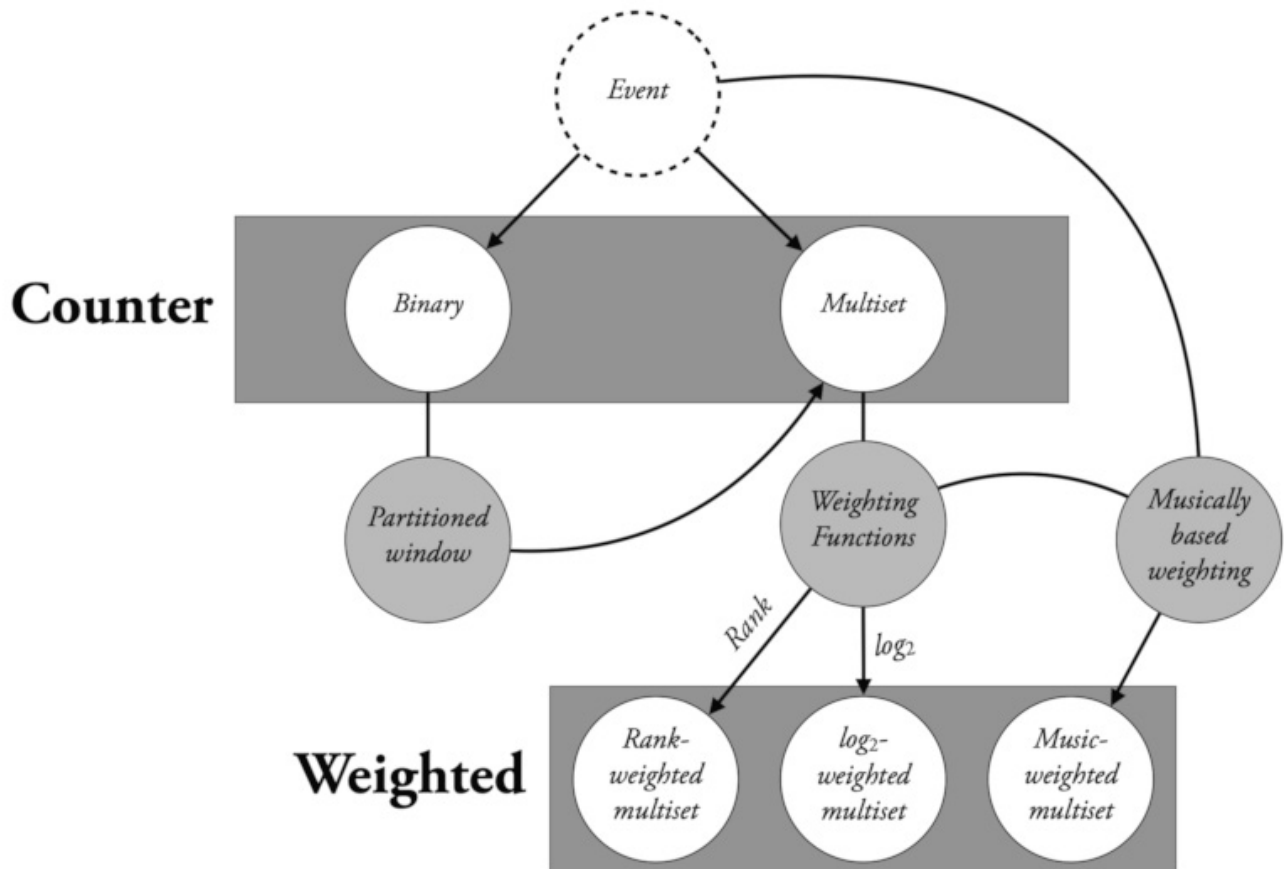 Event
Counter
Binary
Multiset
Partitioned
window
Weighting
Functions
Musically
based
weighting
Rank
log₂
Weighted
Rank-
weighted
multiset
log₂-
weighted
multiset
Music-
weighted
multiset